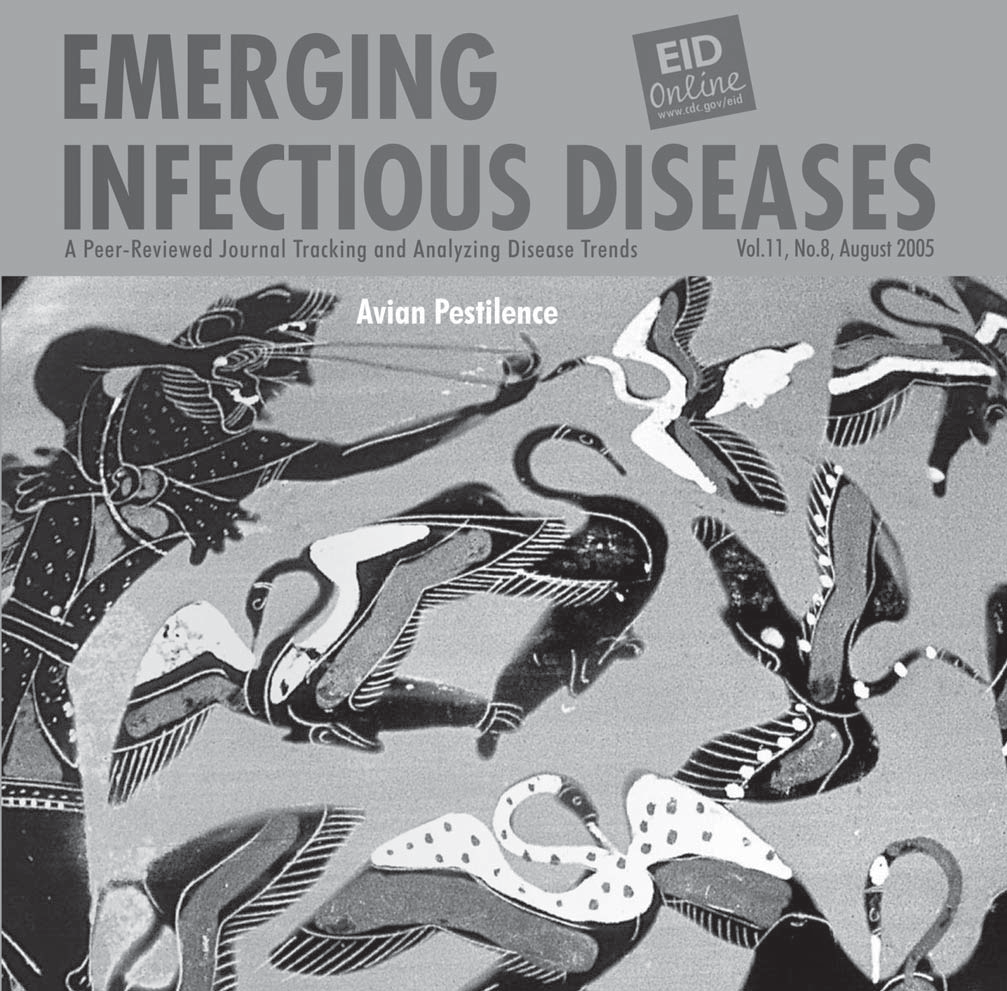 EMERGING
EID
Online
www.cdc.gov/eid
INFECTIOUS DISEASES
A Peer-Reviewed Journal Tracking and Analyzing Disease Trends
Vol.11, No.8, August 2005
Avian Pestilence